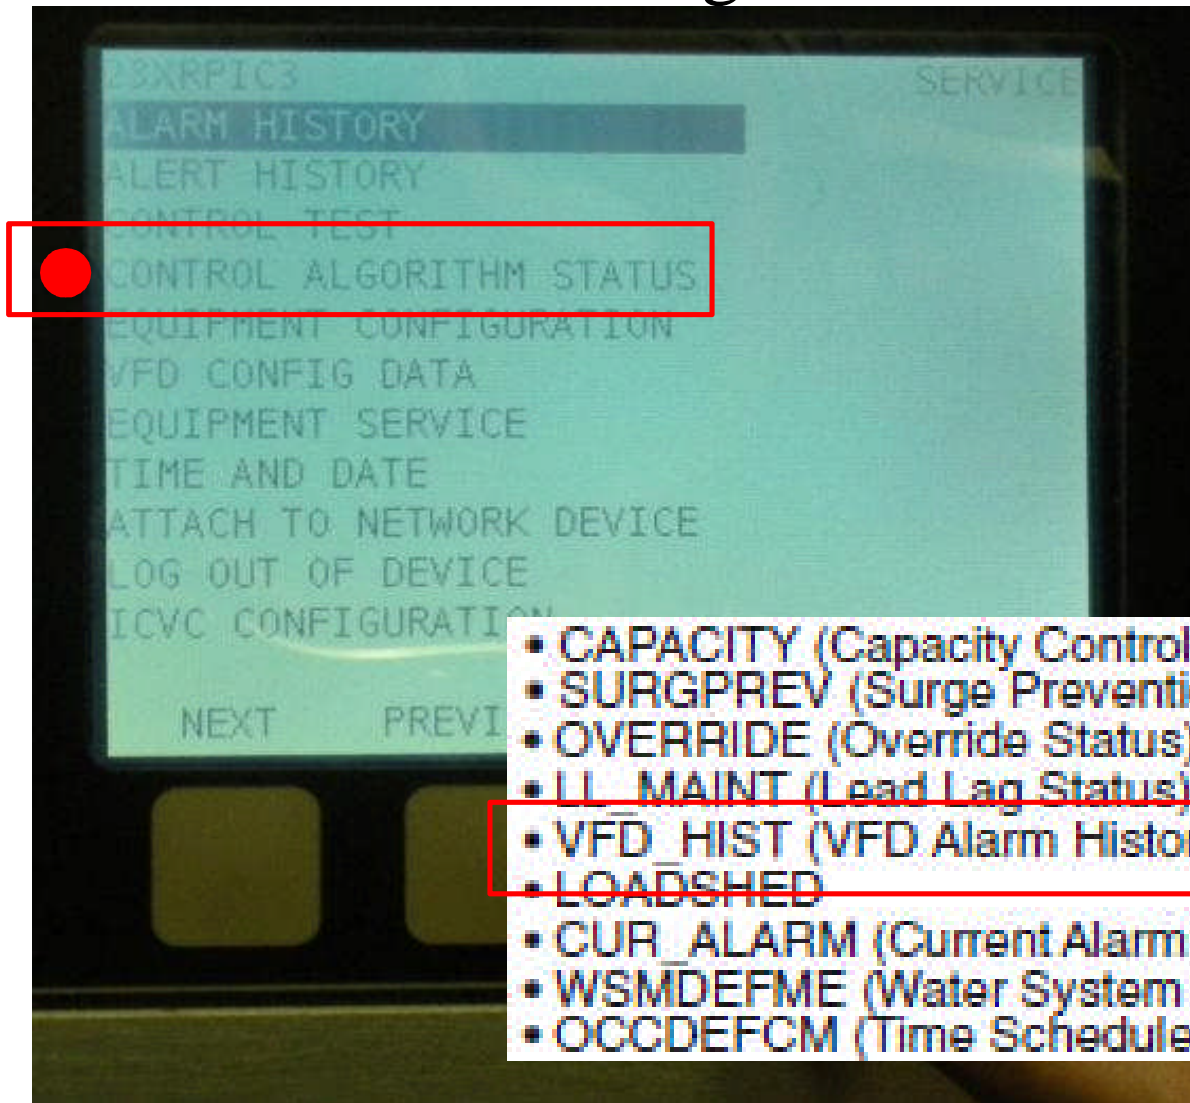 23XRPIC3 SERVICE
ALARM HISTORY
ALERT HISTORY
CONTROL TEST
CONTROL ALGORITHM STATUS
EQUIPMENT CONFIGURATION
VFD CONFIG DATA
EQUIPMENT SERVICE
TIME AND DATE
ATTACH TO NETWORK DEVICE
LOG OUT OF DEVICE
ICVC CONFIGURATION
NEXT PREVI
• CAPACITY (Capacity Control
• SURGPREV (Surge Preventi
• OVERRIDE (Override Status)
• LL_MAINT (Lead Lag Status)
• VFD_HIST (VFD Alarm Histor
• LOADSHED
• CUR_ALARM (Current Alarm
• WSMDEFME (Water System
• OCCDEFCM (Time Schedule